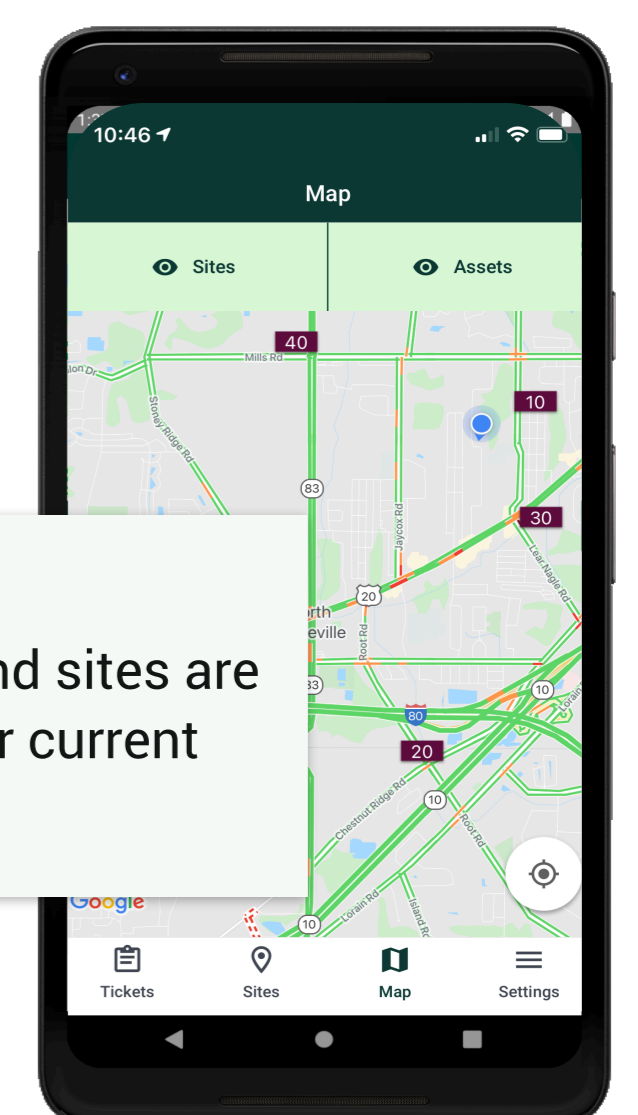 10:46
Map
Sites
Assets
40
Mills Rd
10
Stoney Ridge Rd
83
30
Jaycox Rd
Lear Nagle Rd
20
rth
eville
Root Rd
nd sites are
r current
10
80
20
Chestnut Ridge Rd
10
Root Rd
Google
Lorain Rd
Island Rd
10
Tickets
Sites
Map
Settings